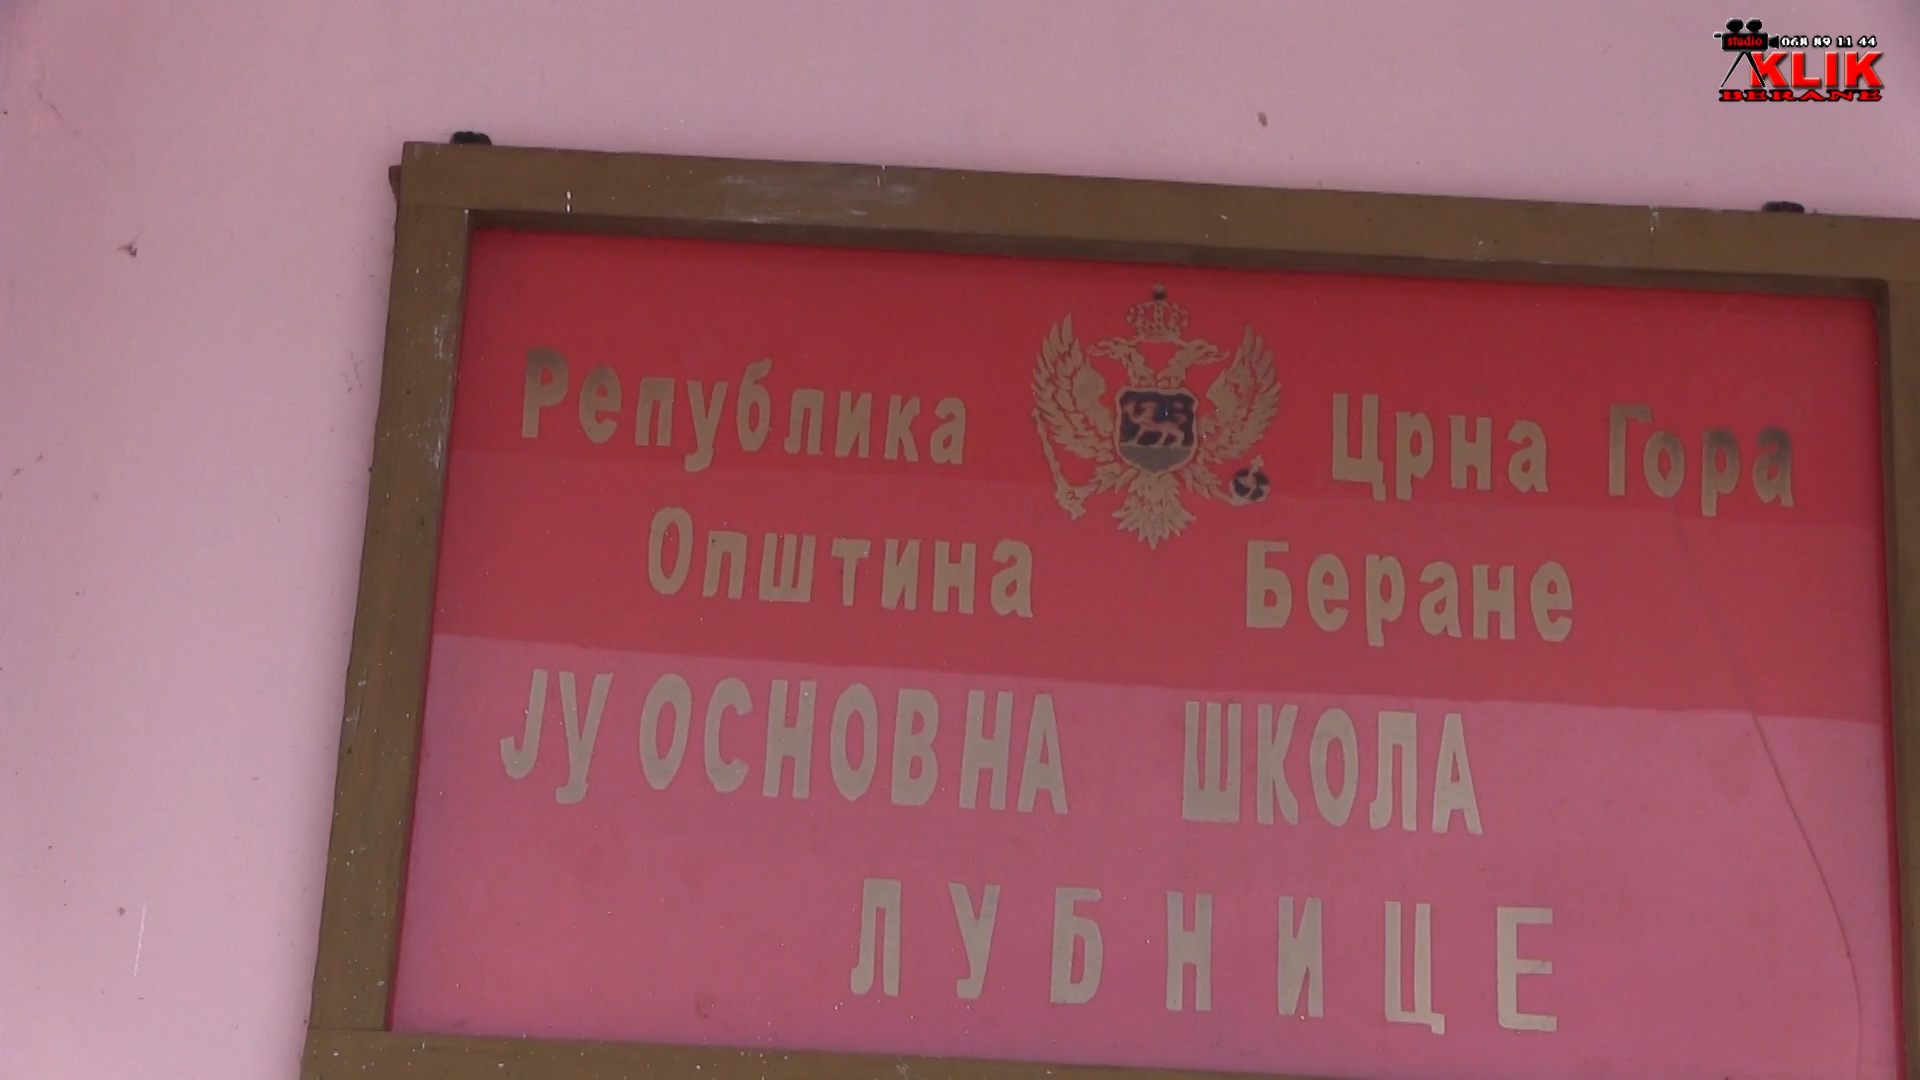 studio 068 89 11 44
KLIK
BERANE
Република Црна Гора
Општина Беране
ЈУ ОСНОВНА ШКОЛА
ЛУБНИЦЕ